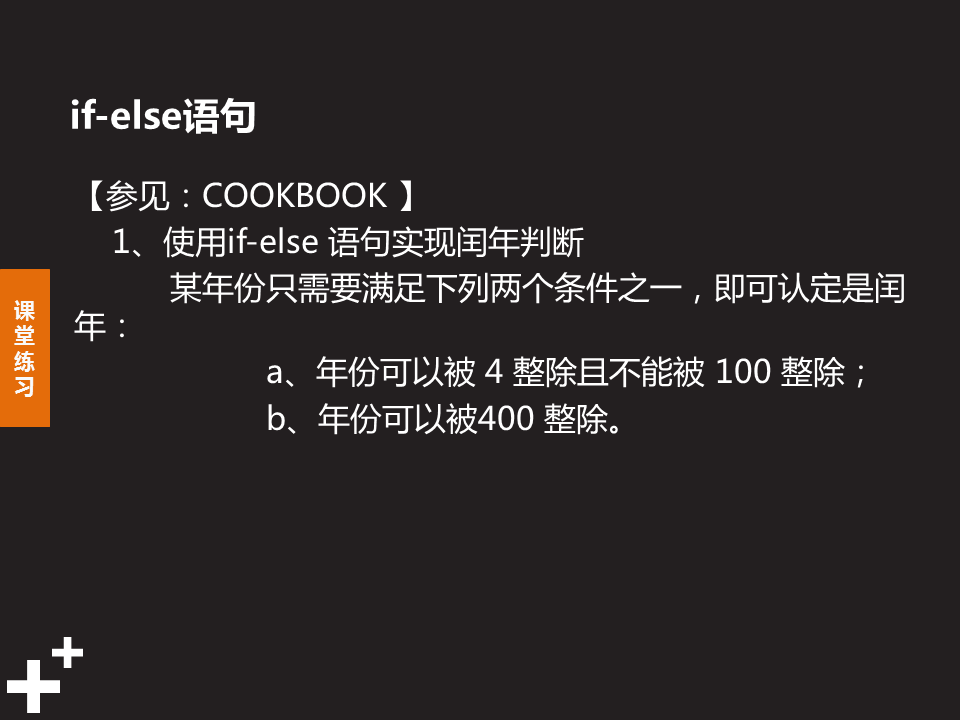 if-else语句
【参见：COOKBOOK 】
1、使用if-else 语句实现闰年判断
某年份只需要满足下列两个条件之一，即可认定是闰
年：
a、年份可以被 4 整除且不能被 100 整除；
b、年份可以被400 整除。
课
堂
练
习